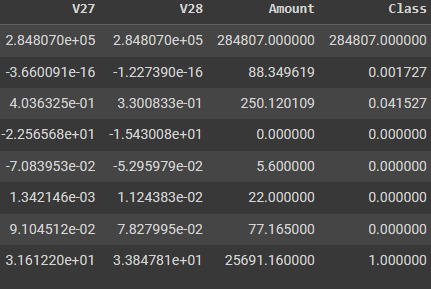 V27 V28 Amount Class
2.848070e+05 2.848070e+05 284807.000000 284807.000000
-3.660091e-16 -1.227390e-16 88.349619 0.001727
4.036325e-01 3.300833e-01 250.120109 0.041527
-2.256568e+01 -1.543008e+01 0.000000 0.000000
-7.083953e-02 -5.295979e-02 5.600000 0.000000
1.342146e-03 1.124383e-02 22.000000 0.000000
9.104512e-02 7.827995e-02 77.165000 0.000000
3.161220e+01 3.384781e+01 25691.160000 1.000000